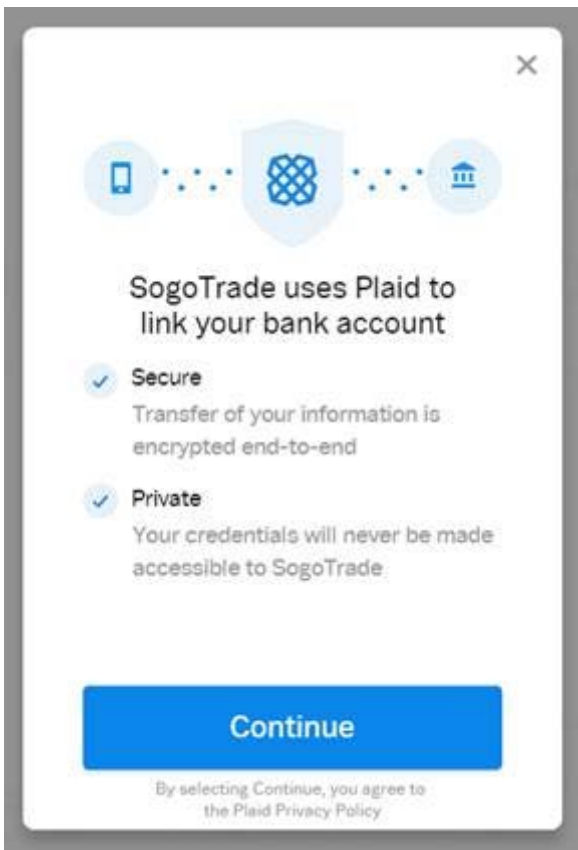 SogoTrade uses Plaid to
link your bank account
Secure
Transfer of your information is
encrypted end-to-end
Private
Your credentials will never be made
accessible to SogoTrade
Continue
By selecting Continue, you agree to
the Plaid Privacy Policy